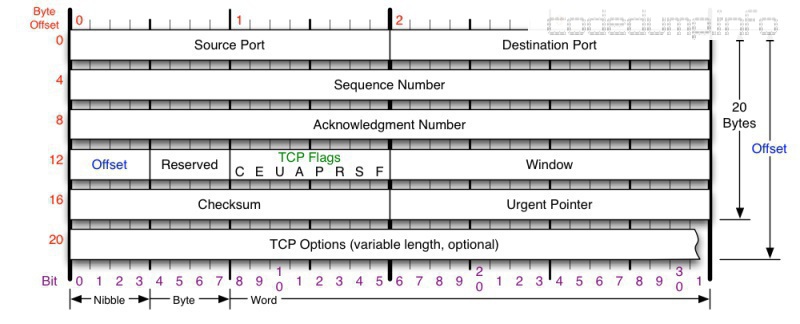 Byte
Offset
0 1 2
0 Source Port Destination Port
4 Sequence Number
8 Acknowledgment Number
20
Bytes
Offset
12 Offset Reserved TCP Flags Window
C E U A P R S F
16 Checksum Urgent Pointer
20 TCP Options (variable length, optional)
Bit 0 1 2 3 4 5 6 7 8 9 10 1 2 3 4 5 6 7 8 9 20 1 2 3 4 5 6 7 8 9 30 1
Nibble Byte Word